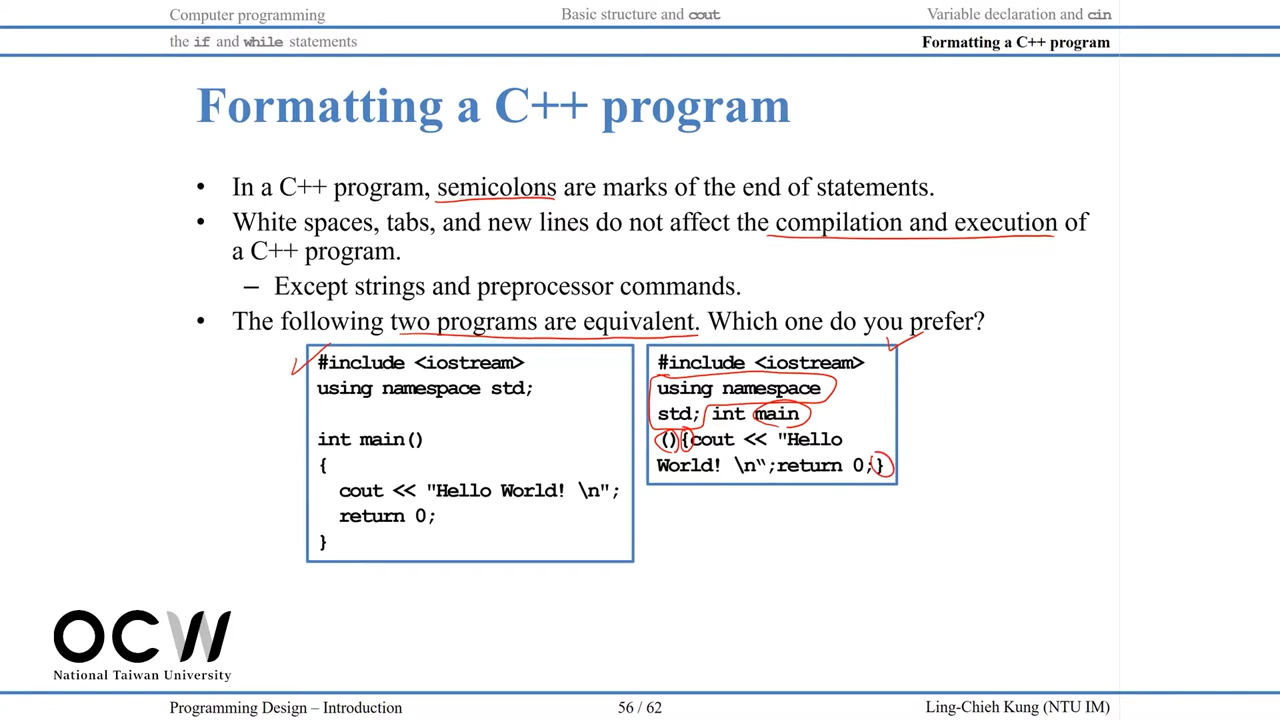 Computer programming
Basic structure and cout
Variable declaration and cin
the if and while statements
Formatting a C++ program
Formatting a C++ program
• In a C++ program, semicolons are marks of the end of statements.
• White spaces, tabs, and new lines do not affect the compilation and execution of
a C++ program.
– Except strings and preprocessor commands.
• The following two programs are equivalent. Which one do you prefer?
#include <iostream>
using namespace std;
int main()
{
cout << "Hello World! \n";
return 0;
}
#include <iostream>
using namespace
std; int main
(){cout << "Hello
World! \n“;return 0;}
OCW
National Taiwan University
Programming Design – Introduction
56 / 62
Ling-Chieh Kung (NTU IM)